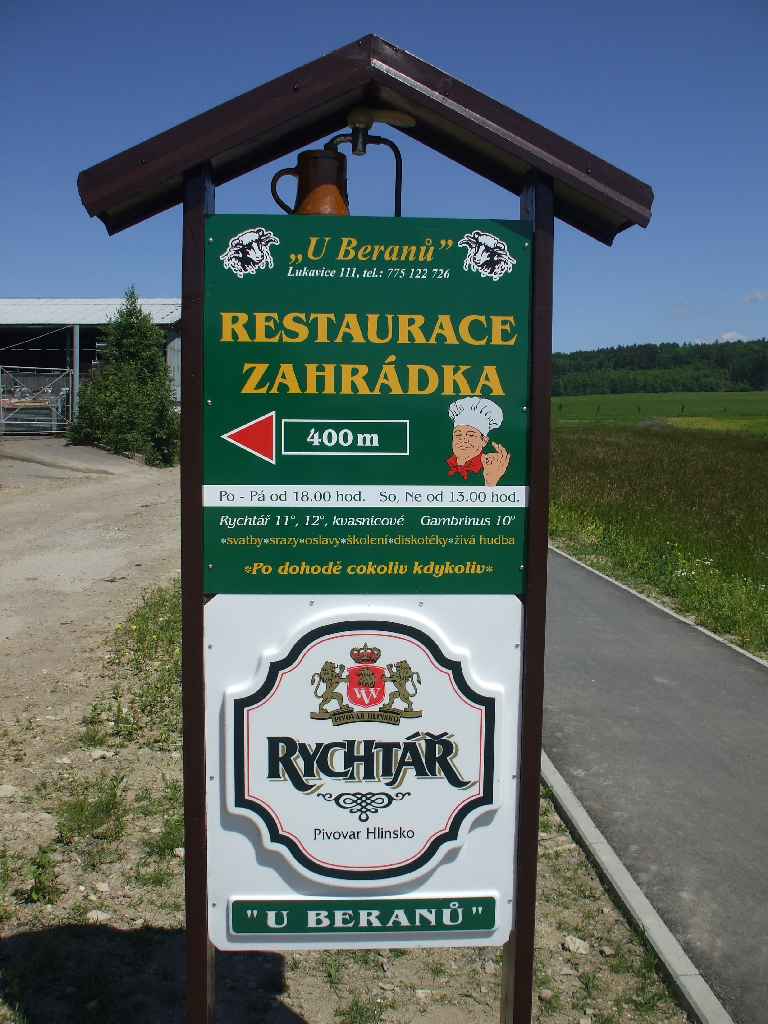 „U Beranů”
Lukavice 111, tel.: 775 122 726
RESTAURACE
ZAHRÁDKA
400m
Po - Pá od 18.00 hod. So, Ne od 13.00 hod.
Rychtář 11°, 12°, kvasnicové Gambrinus 10°
*svatby*srazy*oslavy*školení*diskotéky*živá hudba
*Po dohodě cokoliv kdykoliv*
PIVOVAR HLINSKO
RYCHTÁŘ
Pivovar Hlinsko
"U BERANŮ"